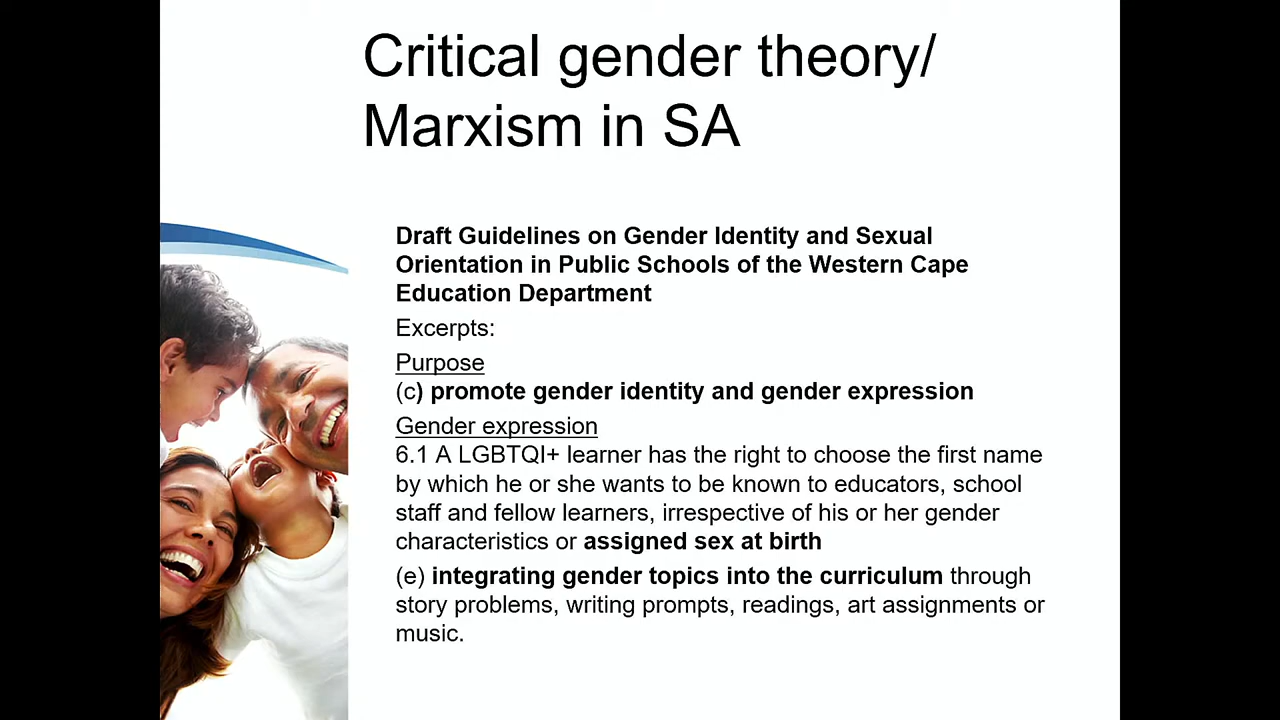 Critical gender theory/
Marxism in SA
Draft Guidelines on Gender Identity and Sexual
Orientation in Public Schools of the Western Cape
Education Department
Excerpts:
Purpose
(c) promote gender identity and gender expression
Gender expression
6.1 A LGBTQI+ learner has the right to choose the first name
by which he or she wants to be known to educators, school
staff and fellow learners, irrespective of his or her gender
characteristics or assigned sex at birth
(e) integrating gender topics into the curriculum through
story problems, writing prompts, readings, art assignments or
music.